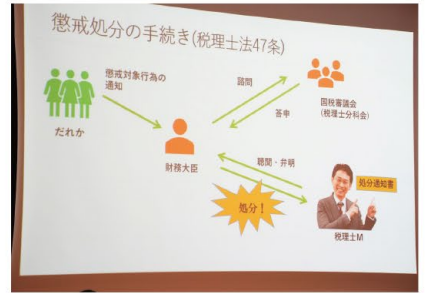 懲戒処分の手続き(税理士法47条)
懲戒対象行為の
通知
だれか
諮問
答申
国税審議会
(税理士分科会)
財務大臣
聴聞・弁明
処分!
処分通知書
税理士M